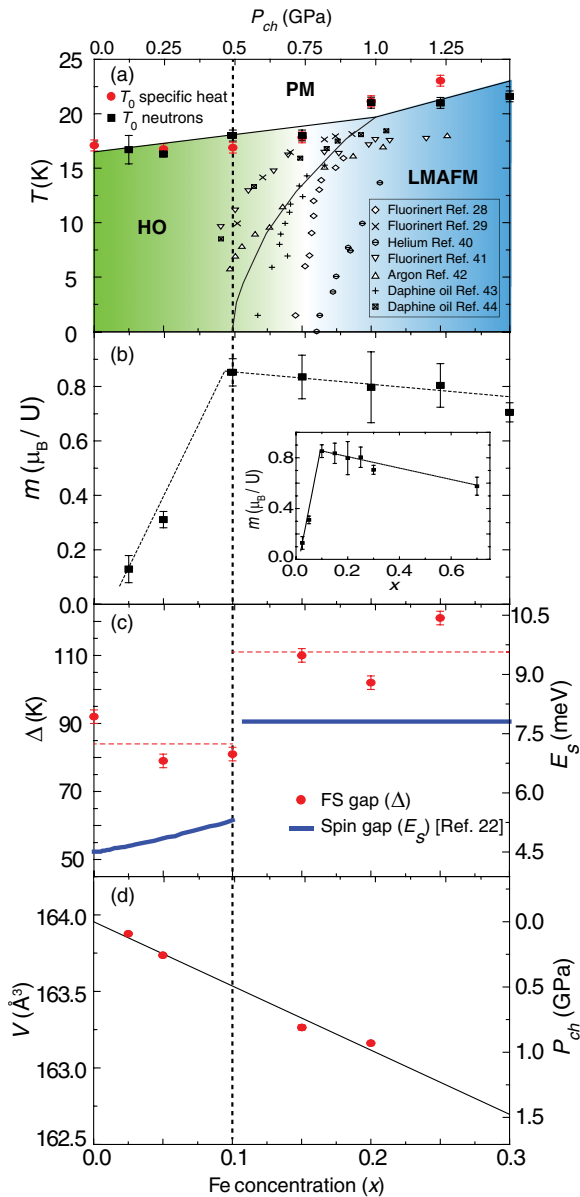 P_ch (GPa)
0.0 0.25 0.5 0.75 1.0 1.25
25
20
15
10
5
0
T(K)
(a)
PM
T₀ specific heat
T₀ neutrons
HO
LMAFM
Fluorinert Ref. 28
Fluorinert Ref. 29
Helium Ref. 40
Fluorinert Ref. 41
Argon Ref. 42
Daphine oil Ref. 43
Daphine oil Ref. 44
(b)
0.8
0.6
0.4
0.2
0.0
m (μ_B / U)
0.8
0.4
0.0
m (μ_B / U)
0.0 0.2 0.4 0.6
x
(c)
110
90
70
50
Δ (K)
10.5
9.0
7.5
6.0
4.5
E_s (meV)
FS gap (Δ)
Spin gap (E_s) [Ref. 22]
(d)
164.0
163.5
163.0
162.5
V (Å³)
0.0
0.5
1.0
1.5
P_ch (GPa)
0.0 0.1 0.2 0.3
Fe concentration (x)